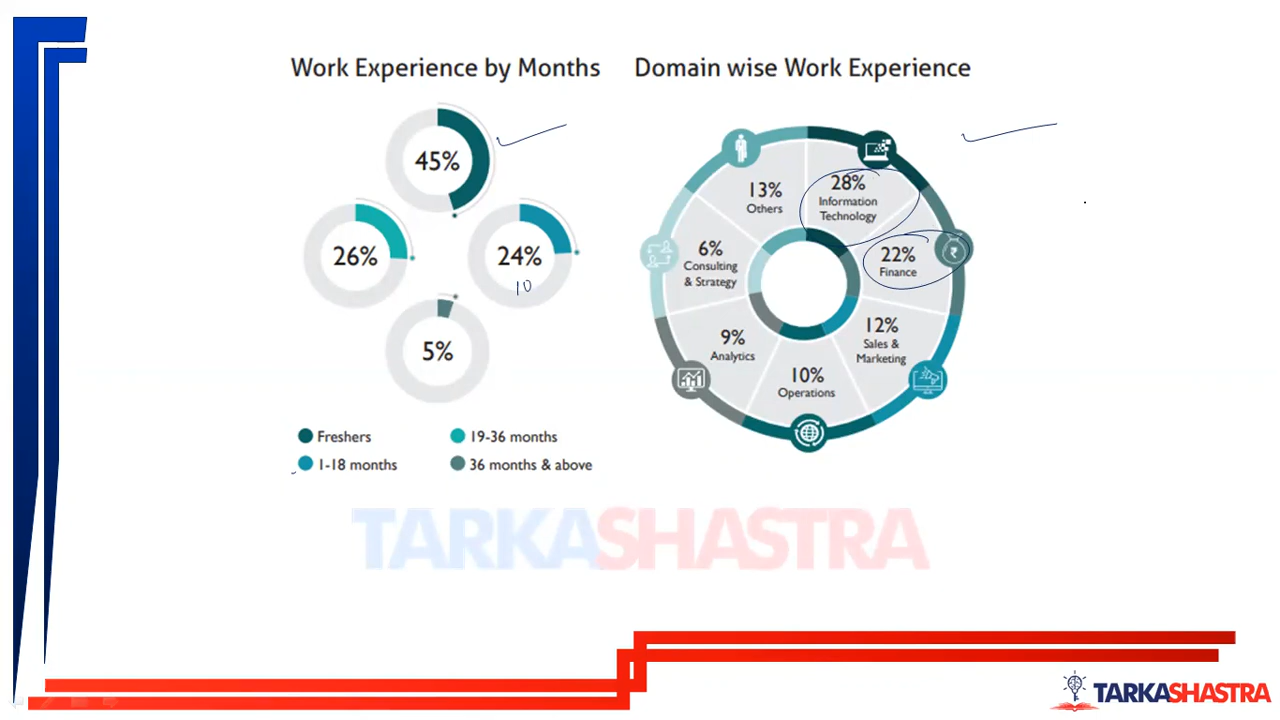 Work Experience by Months
45%
26%
24%
10
5%
Freshers
19-36 months
1-18 months
36 months & above
Domain wise Work Experience
28%
Information
Technology
22%
Finance
12%
Sales &
Marketing
10%
Operations
9%
Analytics
6%
Consulting
& Strategy
13%
Others
₹
TARKASHASTRA
TARKASHASTRA